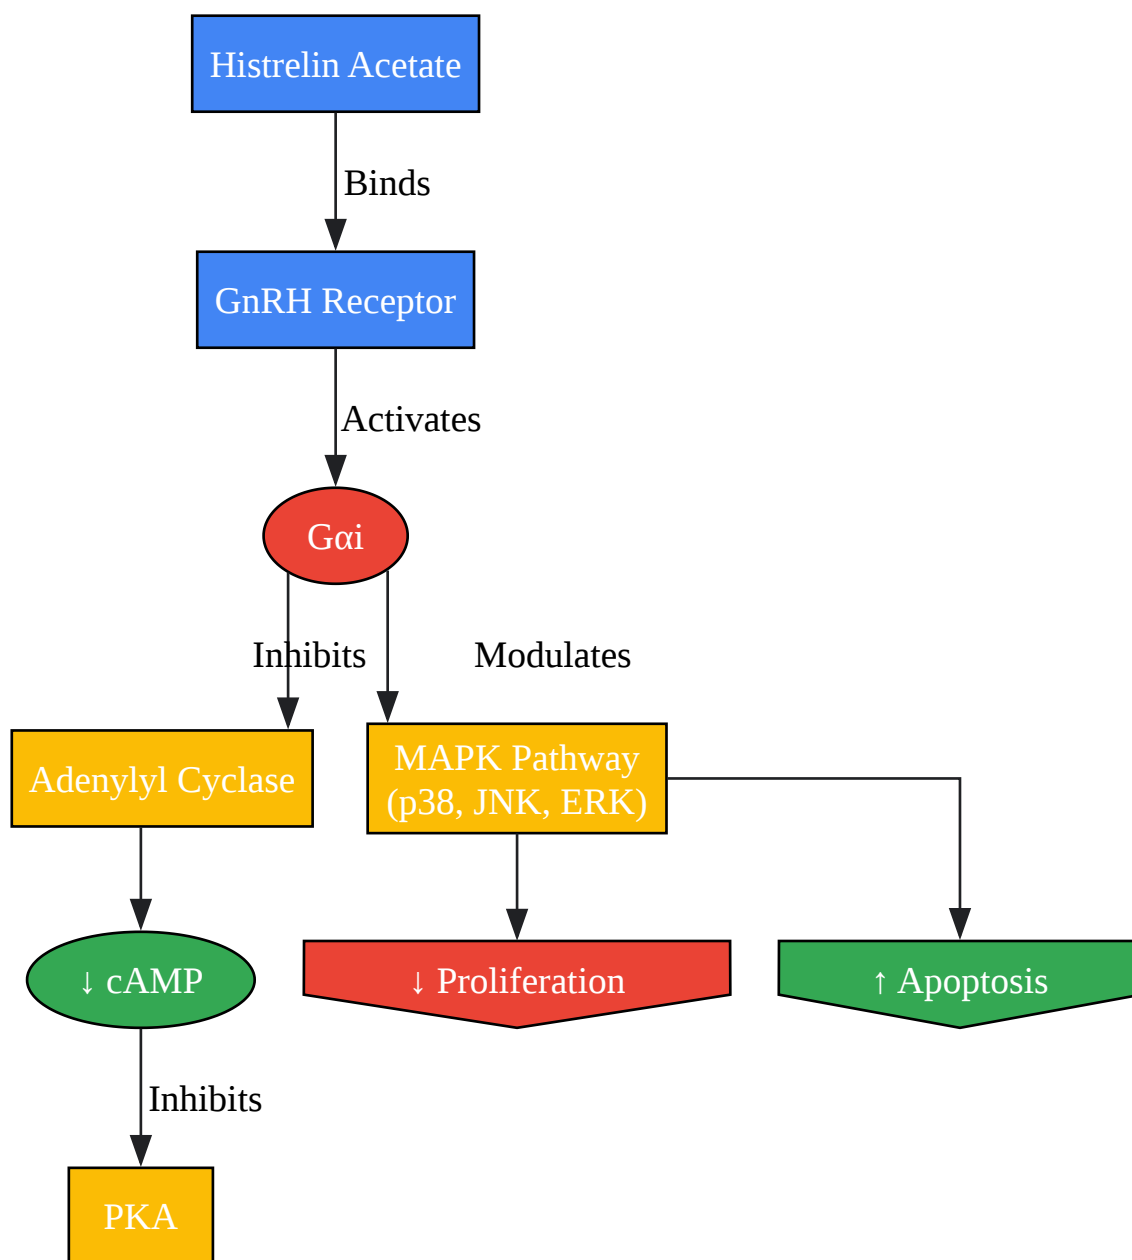 Histrelin Acetate
Binds
GnRH Receptor
Activates
Gαi
Inhibits
Modulates
Adenylyl Cyclase
MAPK Pathway
(p38, JNK, ERK)
↓ cAMP
↓ Proliferation
↑ Apoptosis
Inhibits
PKA